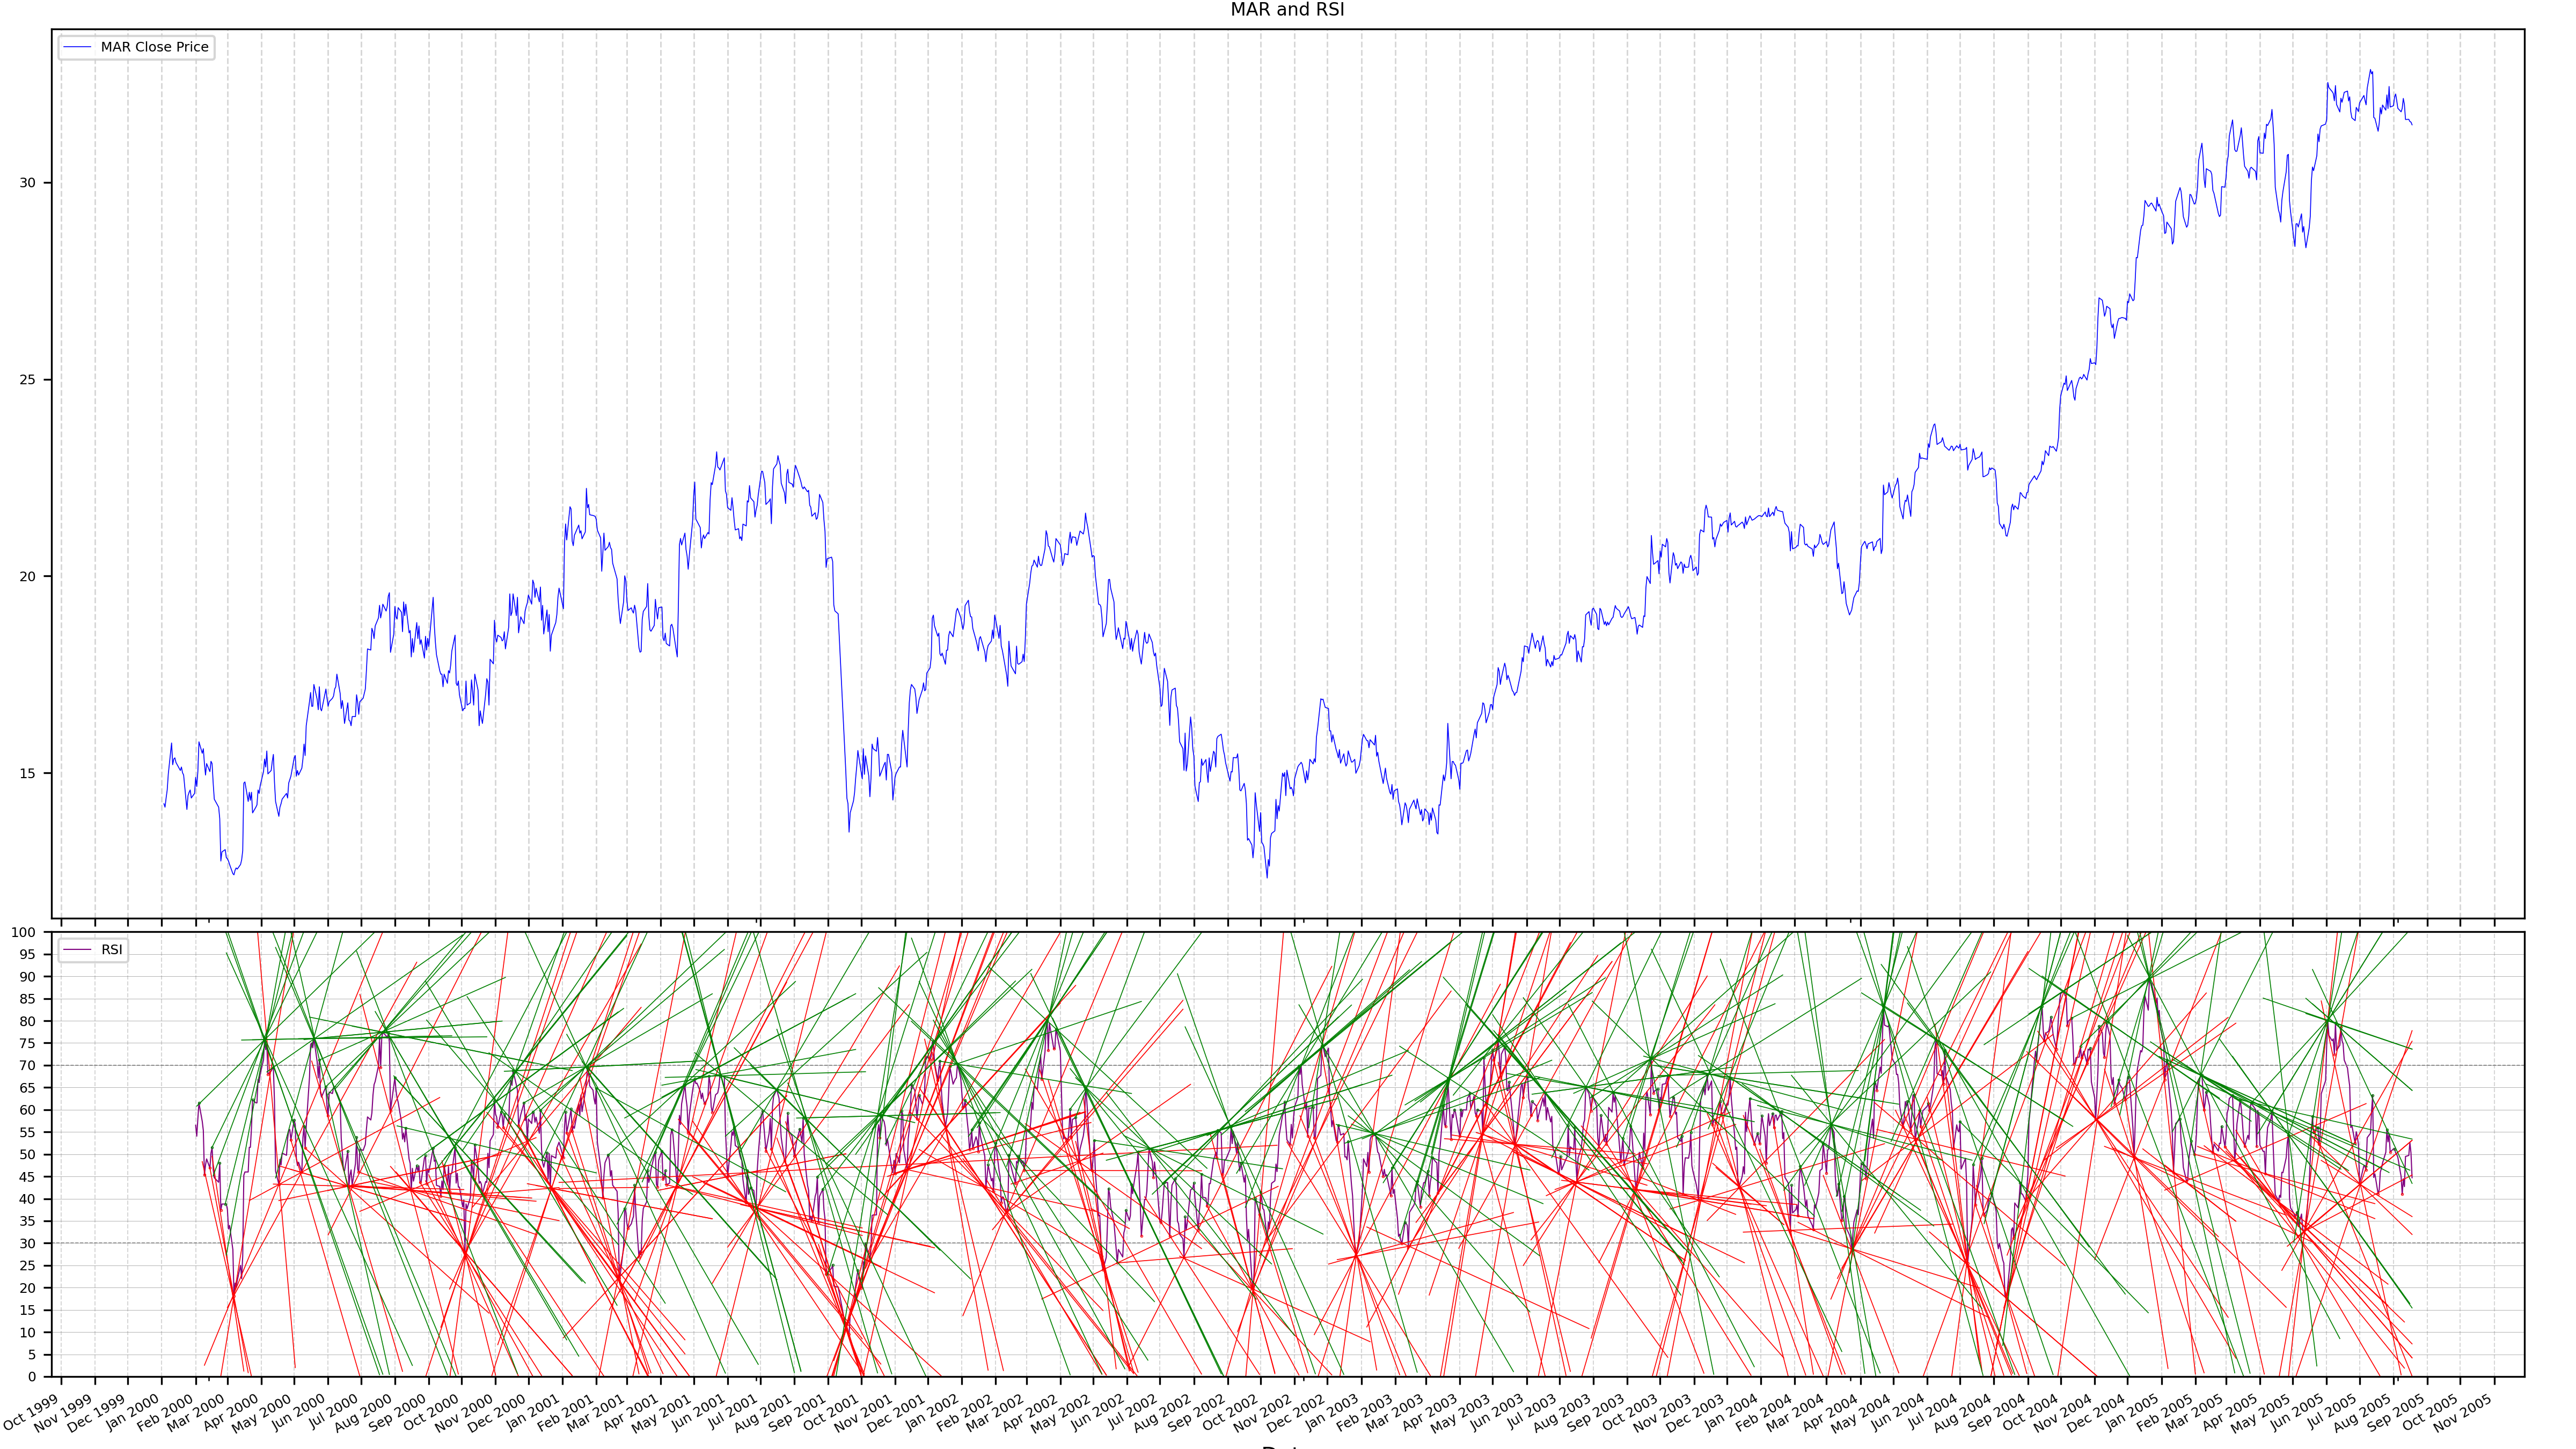 MAR and RSI
MAR Close Price
30
25
20
15
RSI
100
95
90
85
80
75
70
65
60
55
50
45
40
35
30
25
20
15
10
5
0
Oct 1999
Nov 1999
Dec 1999
Jan 2000
Feb 2000
Mar 2000
Apr 2000
May 2000
Jun 2000
Jul 2000
Aug 2000
Sep 2000
Oct 2000
Nov 2000
Dec 2000
Jan 2001
Feb 2001
Mar 2001
Apr 2001
May 2001
Jun 2001
Jul 2001
Aug 2001
Sep 2001
Oct 2001
Nov 2001
Dec 2001
Jan 2002
Feb 2002
Mar 2002
Apr 2002
May 2002
Jun 2002
Jul 2002
Aug 2002
Sep 2002
Oct 2002
Nov 2002
Dec 2002
Jan 2003
Feb 2003
Mar 2003
Apr 2003
May 2003
Jun 2003
Jul 2003
Aug 2003
Sep 2003
Oct 2003
Nov 2003
Dec 2003
Jan 2004
Feb 2004
Mar 2004
Apr 2004
May 2004
Jun 2004
Jul 2004
Aug 2004
Sep 2004
Oct 2004
Nov 2004
Dec 2004
Jan 2005
Feb 2005
Mar 2005
Apr 2005
May 2005
Jun 2005
Jul 2005
Aug 2005
Sep 2005
Oct 2005
Nov 2005